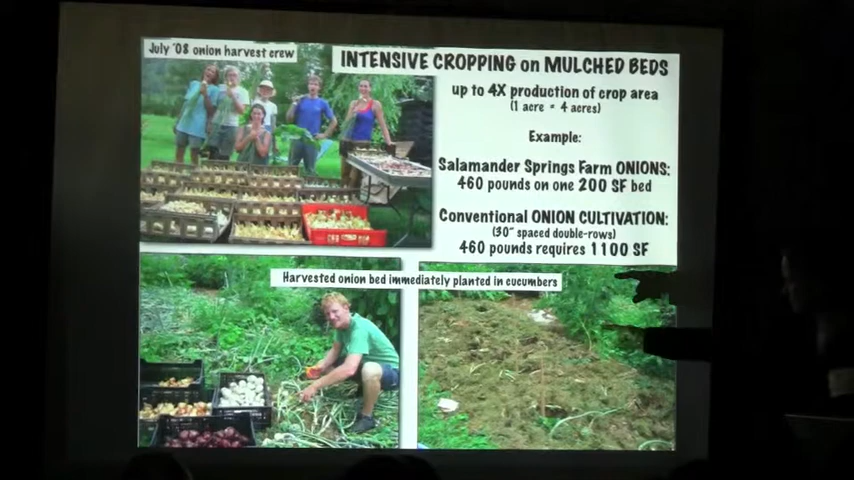 July '08 onion harvest crew
INTENSIVE CROPPING on MULCHED BEDS
up to 4X production of crop area
(1 acre = 4 acres)
Example:
Salamander Springs Farm ONIONS:
460 pounds on one 200 SF bed
Conventional ONION CULTIVATION:
(30" spaced double-rows)
460 pounds requires 1100 SF
Harvested onion bed immediately planted in cucumbers